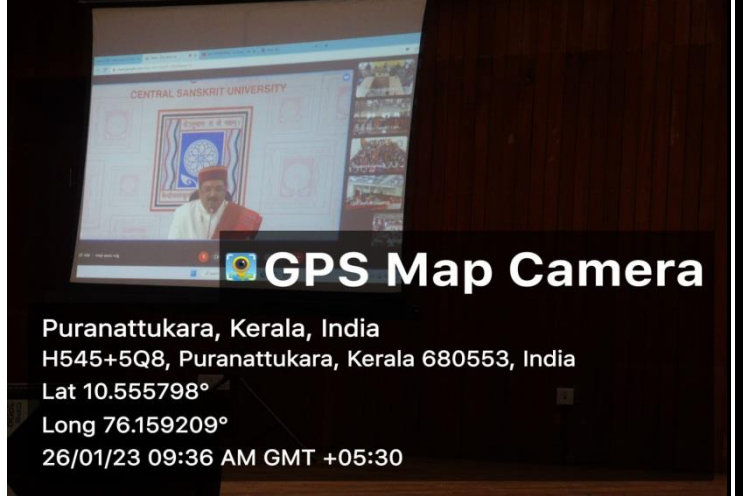 CENTRAL SANSKRIT UNIVERSITY
GPS Map Camera
Puranattukara, Kerala, India
H545+5Q8, Puranattukara, Kerala 680553, India
Lat 10.555798°
Long 76.159209°
26/01/23 09:36 AM GMT +05:30